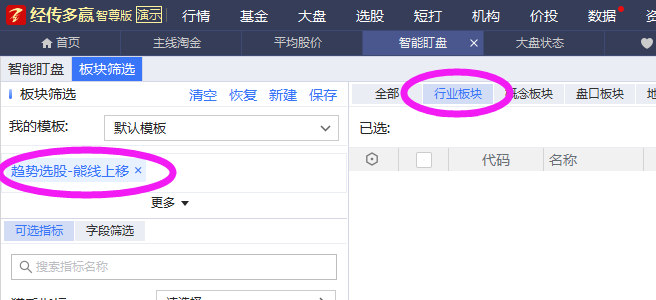 经传多赢 智尊版 演示 行情 基金 大盘 选股 短打 机构 价投 数据
首页 主线淘金 平均股价 智能盯盘 大盘状态
智能盯盘 板块筛选
板块筛选 清空 恢复 新建 保存 全部 行业板块 概念板块 盘口板块
我的模板: 默认模板 已选:
趋势选股-熊线上移 代码 名称
更多
可选指标 字段筛选
搜索指标名称